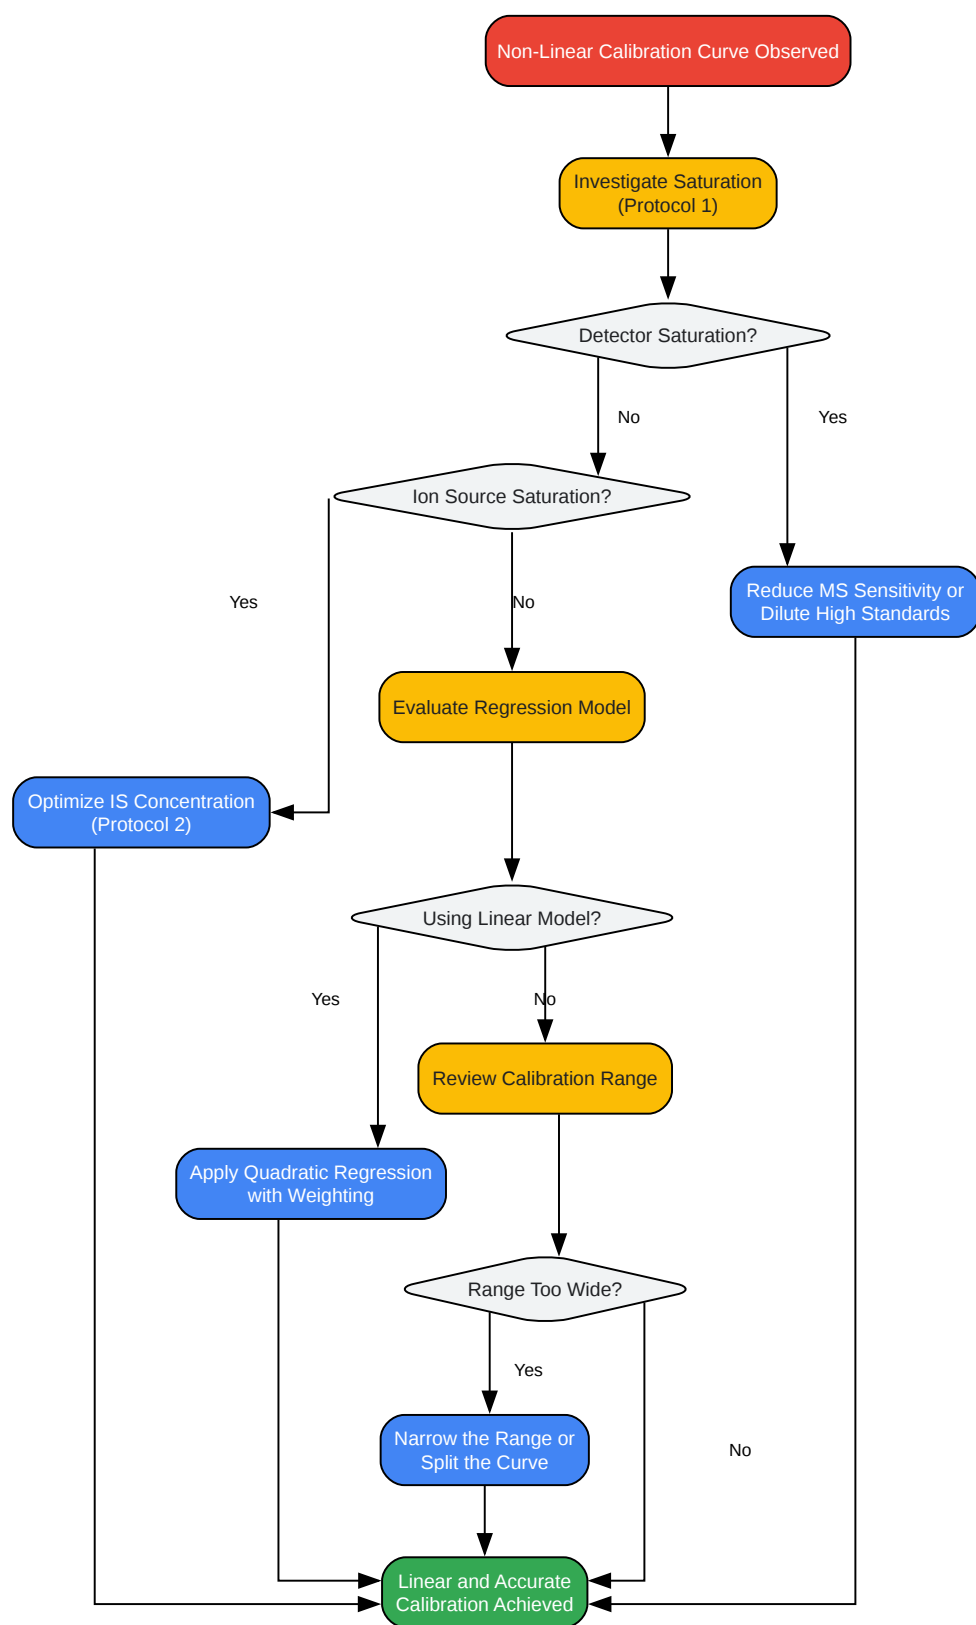 Non-Linear Calibration Curve Observed
Investigate Saturation
(Protocol 1)
Detector Saturation?
No
Yes
Ion Source Saturation?
Yes
No
Reduce MS Sensitivity or
Dilute High Standards
Evaluate Regression Model
Optimize IS Concentration
(Protocol 2)
Using Linear Model?
Yes
No
Review Calibration Range
Apply Quadratic Regression
with Weighting
Range Too Wide?
Yes
Narrow the Range or
Split the Curve
No
Linear and Accurate
Calibration Achieved